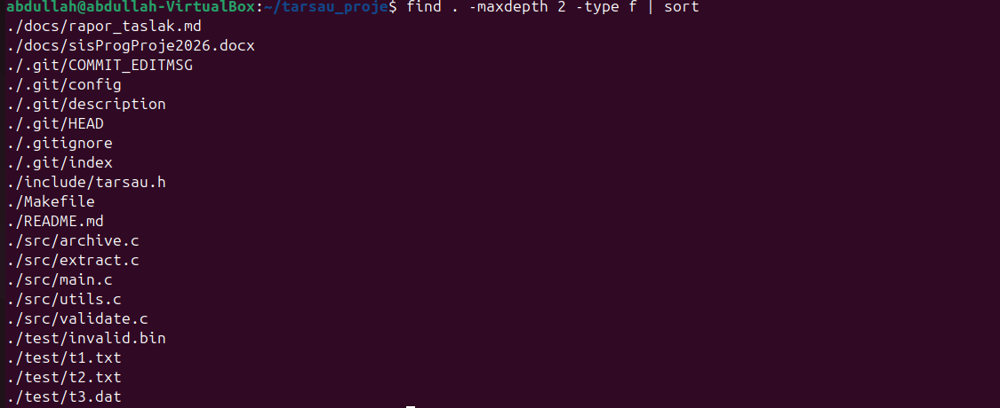 abdullah@abdullah-VirtualBox:~/tarsau_proje$ find . -maxdepth 2 -type f | sort
./docs/rapor_taslak.md
./docs/sisProgProje2026.docx
./.git/COMMIT_EDITMSG
./.git/config
./.git/description
./.git/HEAD
./.gitignore
./.git/index
./include/tarsau.h
./Makefile
./README.md
./src/archive.c
./src/extract.c
./src/main.c
./src/utils.c
./src/validate.c
./test/invalid.bin
./test/t1.txt
./test/t2.txt
./test/t3.dat